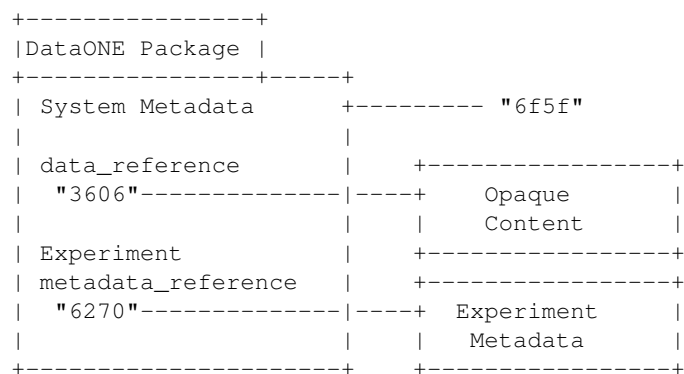 DataONE Package
System Metadata "6f5f"
data_reference
"3606" Opaque
Content
Experiment
metadata_reference
"6270" Experiment
Metadata